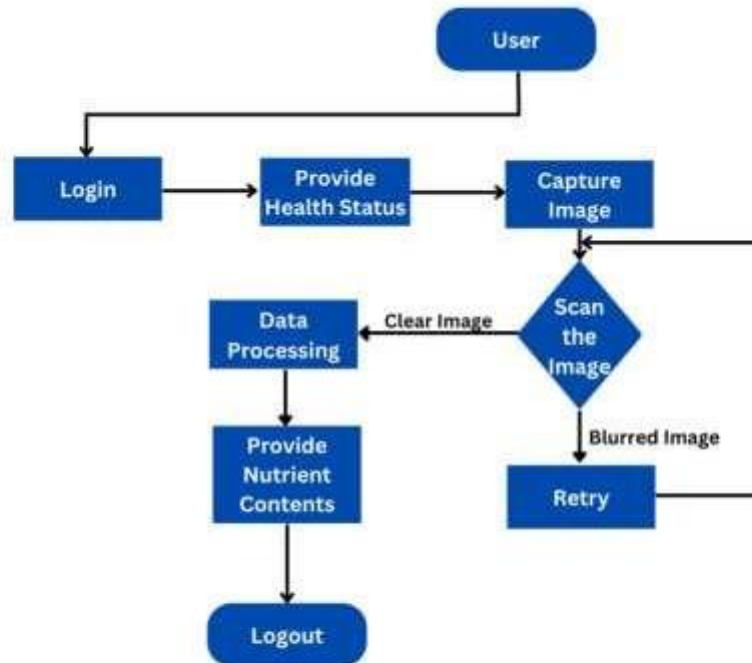 User
Login
Provide
Health Status
Capture
Image
Scan
the
Image
Clear Image
Data
Processing
Blurred Image
Provide
Nutrient
Contents
Retry
Logout